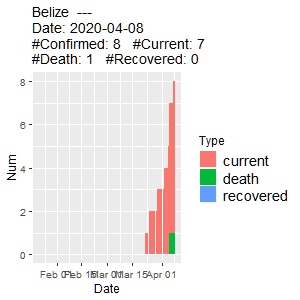 Belize  ---
Date: 2020-04-08
#Confirmed: 8   #Current: 7
#Death: 1   #Recovered: 0
8
6
4
2
0
Num
Feb 01
Feb 15
Mar 01
Mar 15
Apr 01
Date
Type
current
death
recovered